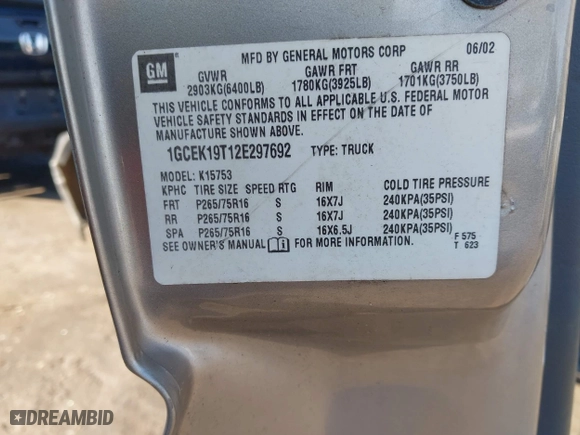 MFD BY GENERAL MOTORS CORP 06/02
GM
GVWR GAWR FRT GAWR RR
2903KG(6400LB) 1780KG(3925LB) 1701KG(3750LB)
THIS VEHICLE CONFORMS TO ALL APPLICABLE U.S. FEDERAL MOTOR
VEHICLE SAFETY STANDARDS IN EFFECT ON THE DATE OF
MANUFACTURE SHOWN ABOVE.
1GCEK19T12E297692 TYPE: TRUCK
MODEL: K15753
KPHC TIRE SIZE SPEED RTG RIM COLD TIRE PRESSURE
FRT P265/75R16 S 16X7J 240KPA(35PSI)
RR P265/75R16 S 16X7J 240KPA(35PSI)
SPA P265/75R16 S 16X6.5J 240KPA(35PSI)
SEE OWNER'S MANUAL i FOR MORE INFORMATION. F 575
T 623
DREAMBID